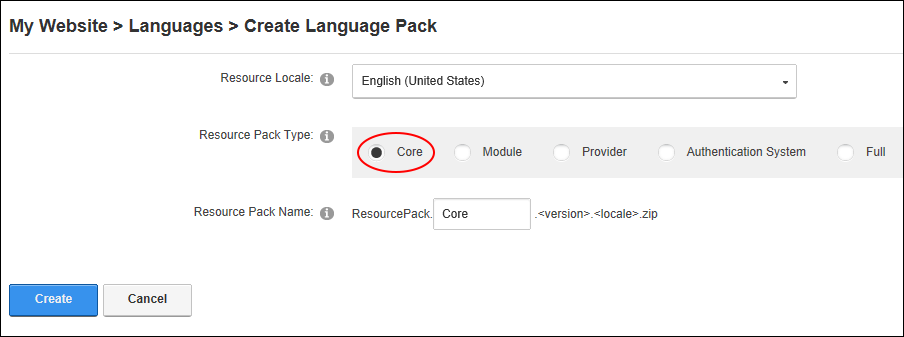 My Website > Languages > Create Language Pack
Resource Locale: English (United States)
Resource Pack Type: Core Module Provider Authentication System Full
Resource Pack Name: ResourcePack. Core .<version>.<locale>.zip
Create Cancel